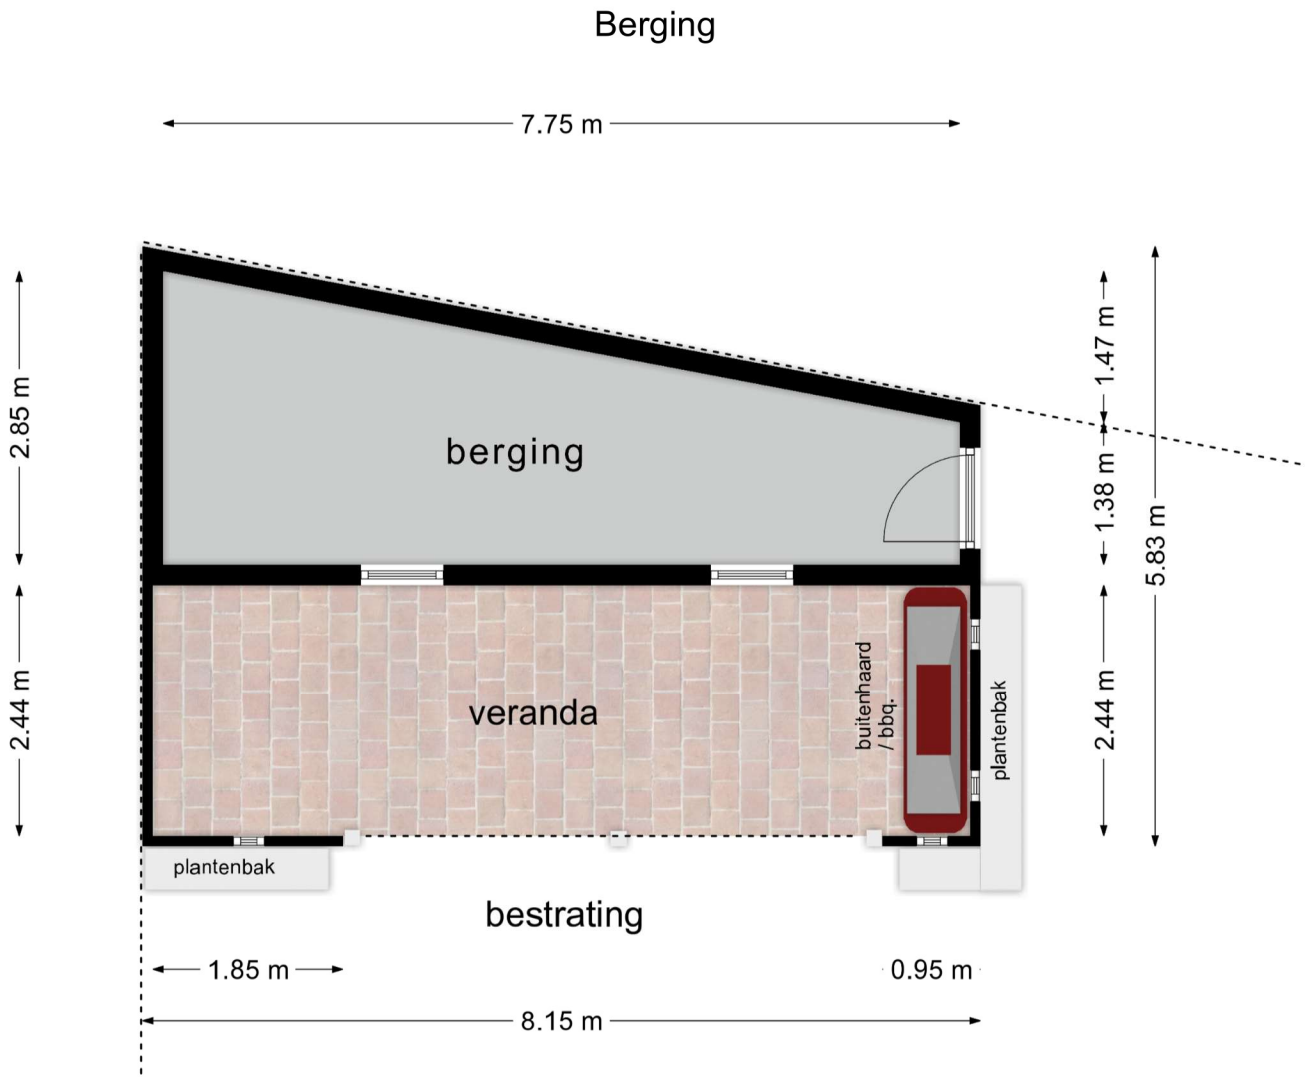 Berging
7.75 m
1.47 m
2.85 m
berging
1.38 m
5.83 m
buitenhaard
/ bbq.
2.44 m
veranda
2.44 m
plantenbak
plantenbak
bestrating
1.85 m
0.95 m
8.15 m